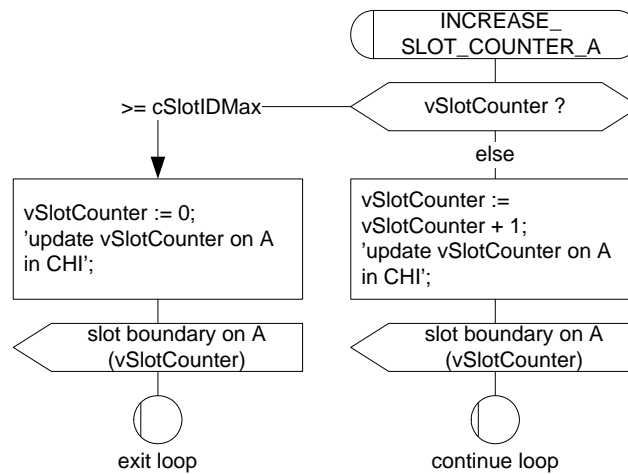 INCREASE_
SLOT_COUNTER_A
>= cSlotIDMax
vSlotCounter ?
else
vSlotCounter := 0;
'update vSlotCounter on A
in CHI';
vSlotCounter :=
vSlotCounter + 1;
'update vSlotCounter on A
in CHI';
slot boundary on A
(vSlotCounter)
slot boundary on A
(vSlotCounter)
exit loop
continue loop